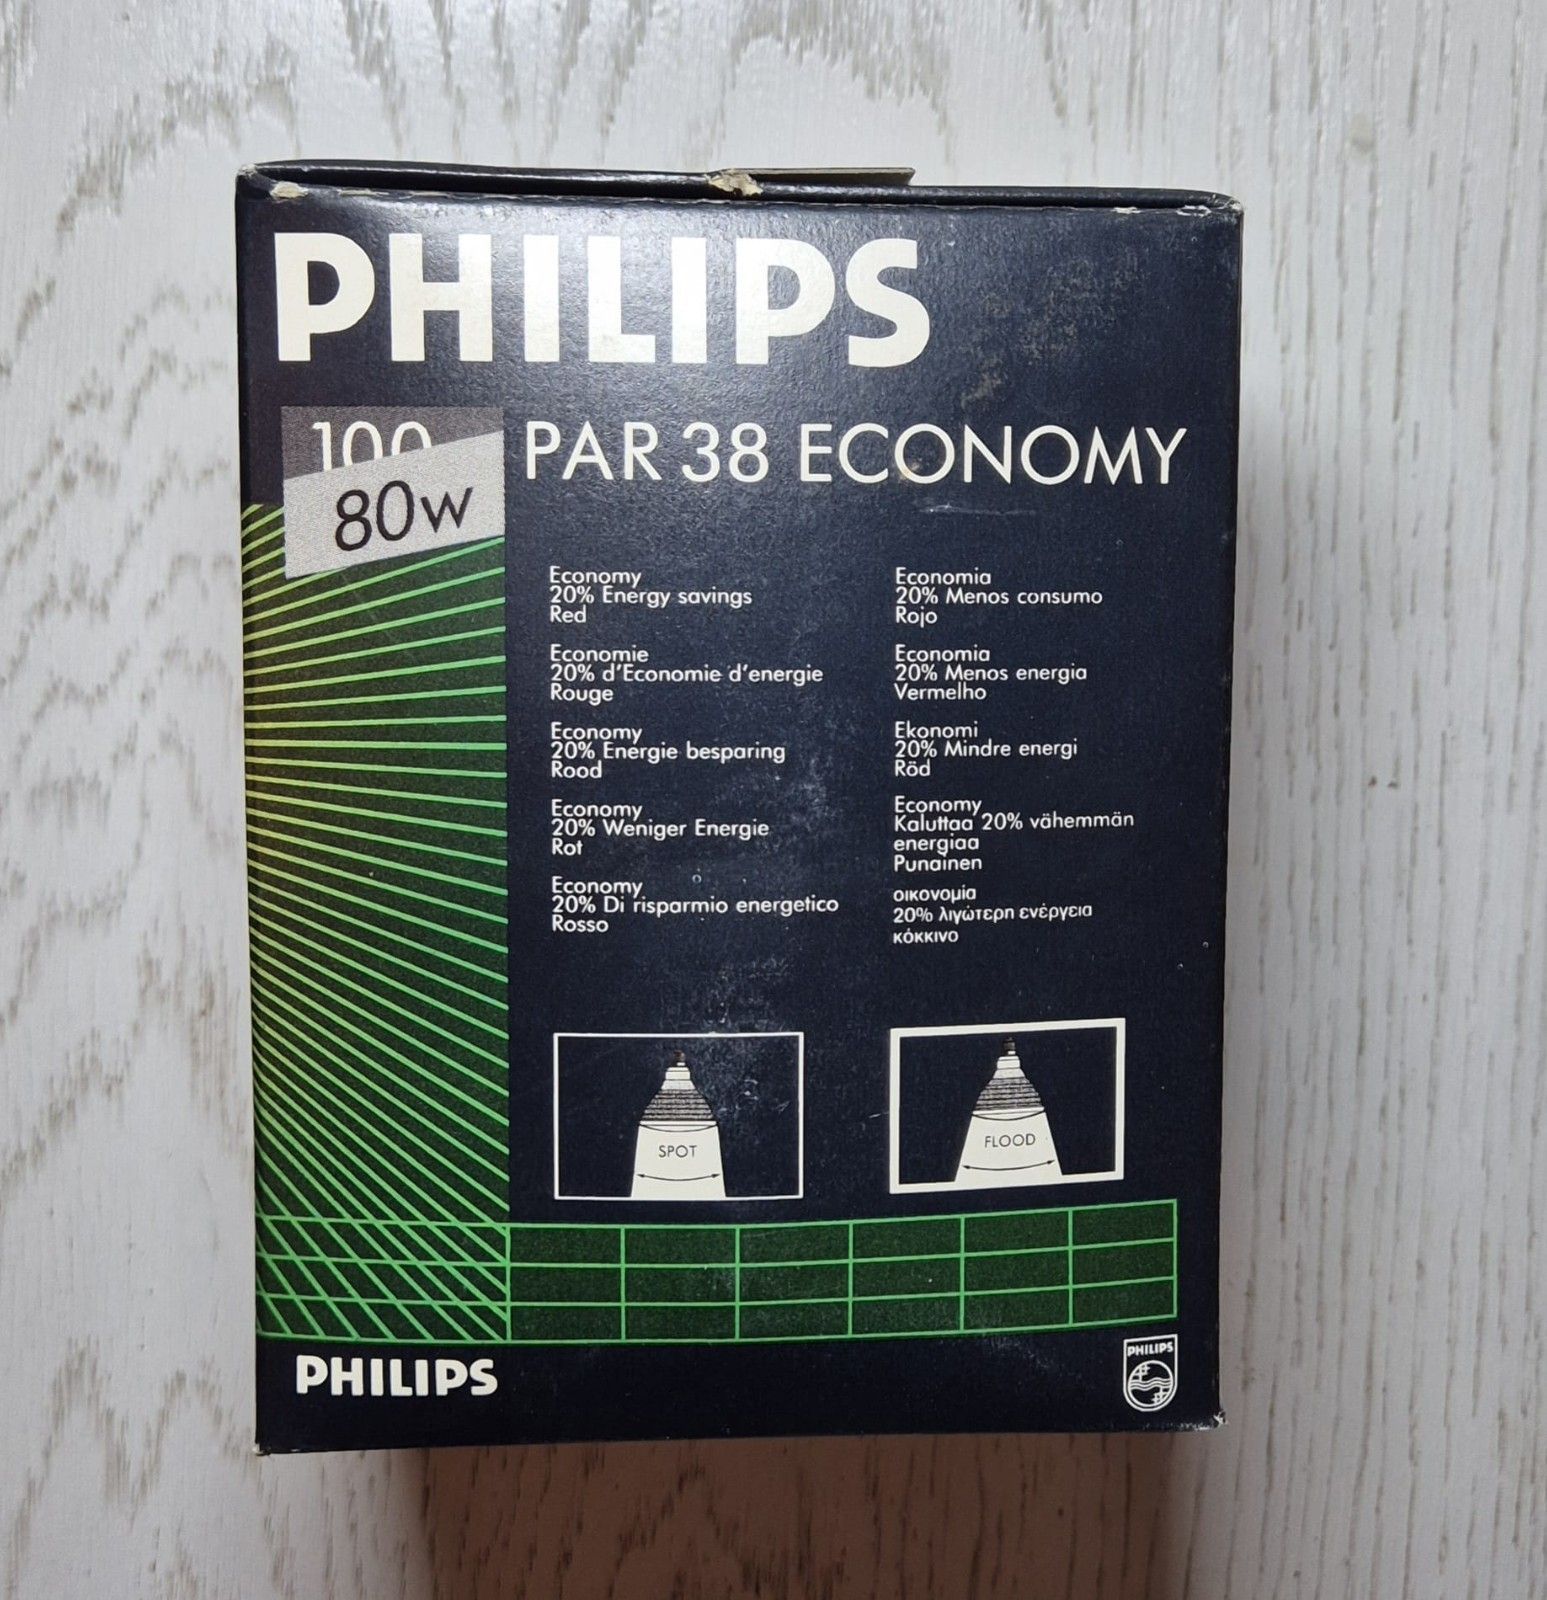 PHILIPS
100
80w
PAR 38 ECONOMY
Economy
20% Energy savings
Red
Economie
20% d'Economie d'energie
Rouge
Economy
20% Energie besparing
Rood
Economy
20% Weniger Energie
Rot
Economy
20% Di risparmio energetico
Rosso
Economia
20% Menos consumo
Rojo
Economia
20% Menos energia
Vermelho
Ekonomi
20% Mindre energi
Röd
Economy
Kaluttaa 20% vähemmän
energiaa
Punainen
οικονομία
20% λιγώτερη ενέργεια
κόκκινο
SPOT
FLOOD
PHILIPS
PHILIPS